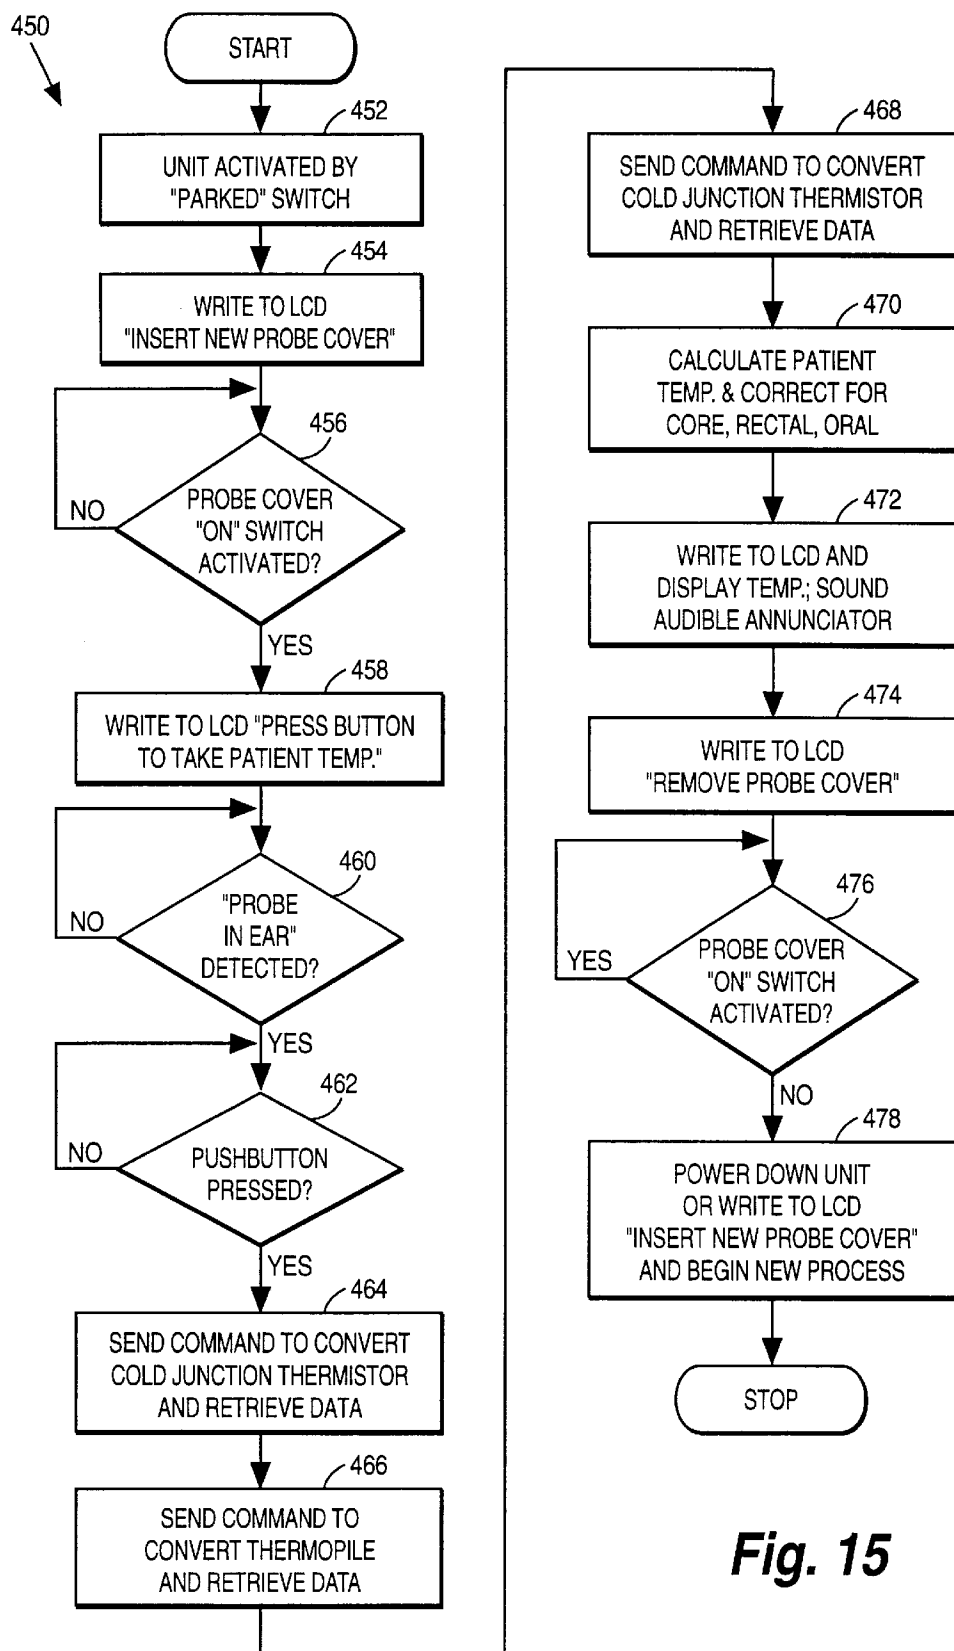 450
START
452
UNIT ACTIVATED BY
"PARKED" SWITCH
454
WRITE TO LCD
"INSERT NEW PROBE COVER"
456
PROBE COVER
"ON" SWITCH
ACTIVATED?
NO
YES
458
WRITE TO LCD "PRESS BUTTON
TO TAKE PATIENT TEMP."
460
"PROBE
IN EAR"
DETECTED?
NO
YES
462
PUSHBUTTON
PRESSED?
NO
YES
464
SEND COMMAND TO CONVERT
COLD JUNCTION THERMISTOR
AND RETRIEVE DATA
466
SEND COMMAND TO
CONVERT THERMOPILE
AND RETRIEVE DATA
468
SEND COMMAND TO CONVERT
COLD JUNCTION THERMISTOR
AND RETRIEVE DATA
470
CALCULATE PATIENT
TEMP. & CORRECT FOR
CORE, RECTAL, ORAL
472
WRITE TO LCD AND
DISPLAY TEMP.; SOUND
AUDIBLE ANNUNCIATOR
474
WRITE TO LCD
"REMOVE PROBE COVER"
476
PROBE COVER
"ON" SWITCH
ACTIVATED?
YES
NO
478
POWER DOWN UNIT
OR WRITE TO LCD
"INSERT NEW PROBE COVER"
AND BEGIN NEW PROCESS
STOP
Fig. 15